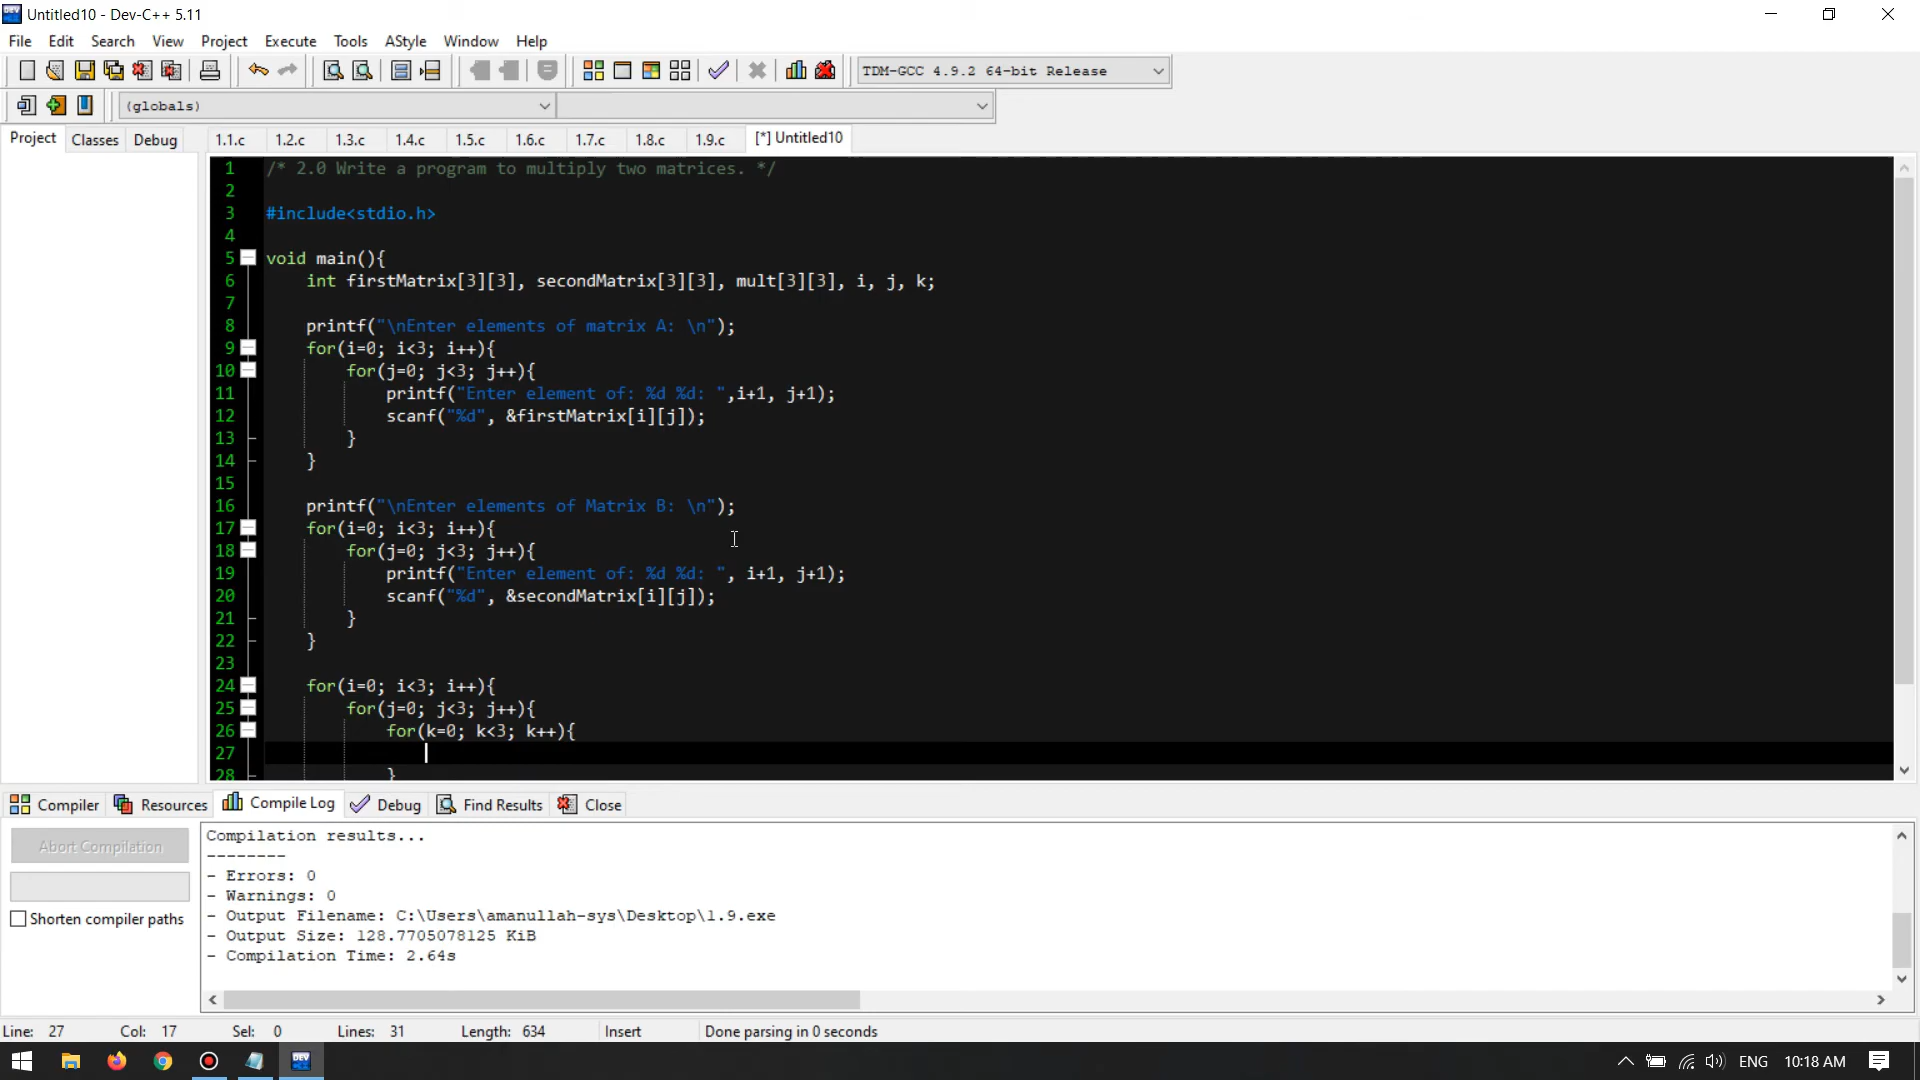 Untitled10 - Dev-C++ 5.11
File Edit Search View Project Execute Tools AStyle Window Help
TDM-GCC 4.9.2 64-bit Release
(globals)
Project Classes Debug 1.1.c 1.2.c 1.3.c 1.4.c 1.5.c 1.6.c 1.7.c 1.8.c 1.9.c [*] Untitled10
1 /* 2.0 Write a program to multiply two matrices. */
2
3 #include<stdio.h>
4
5 void main(){
6 int firstMatrix[3][3], secondMatrix[3][3], mult[3][3], i, j, k;
7
8 printf("\nEnter elements of matrix A: \n");
9 for(i=0; i<3; i++){
10 for(j=0; j<3; j++){
11 printf("Enter element of: %d %d: ",i+1, j+1);
12 scanf("%d", &firstMatrix[i][j]);
13 }
14 }
15
16 printf("\nEnter elements of Matrix B: \n");
17 for(i=0; i<3; i++){
18 for(j=0; j<3; j++){
19 printf("Enter element of: %d %d: ", i+1, j+1);
20 scanf("%d", &secondMatrix[i][j]);
21 }
22 }
23
24 for(i=0; i<3; i++){
25 for(j=0; j<3; j++){
26 for(k=0; k<3; k++){
27
28 }
Compiler Resources Compile Log Debug Find Results Close
Abort Compilation
Shorten compiler paths
Compilation results...
--------
- Errors: 0
- Warnings: 0
- Output Filename: C:\Users\amanullah-sys\Desktop\1.9.exe
- Output Size: 128.7705078125 KiB
- Compilation Time: 2.64s
Line: 27 Col: 17 Sel: 0 Lines: 31 Length: 634 Insert Done parsing in 0 seconds
DEV
ENG 10:18 AM